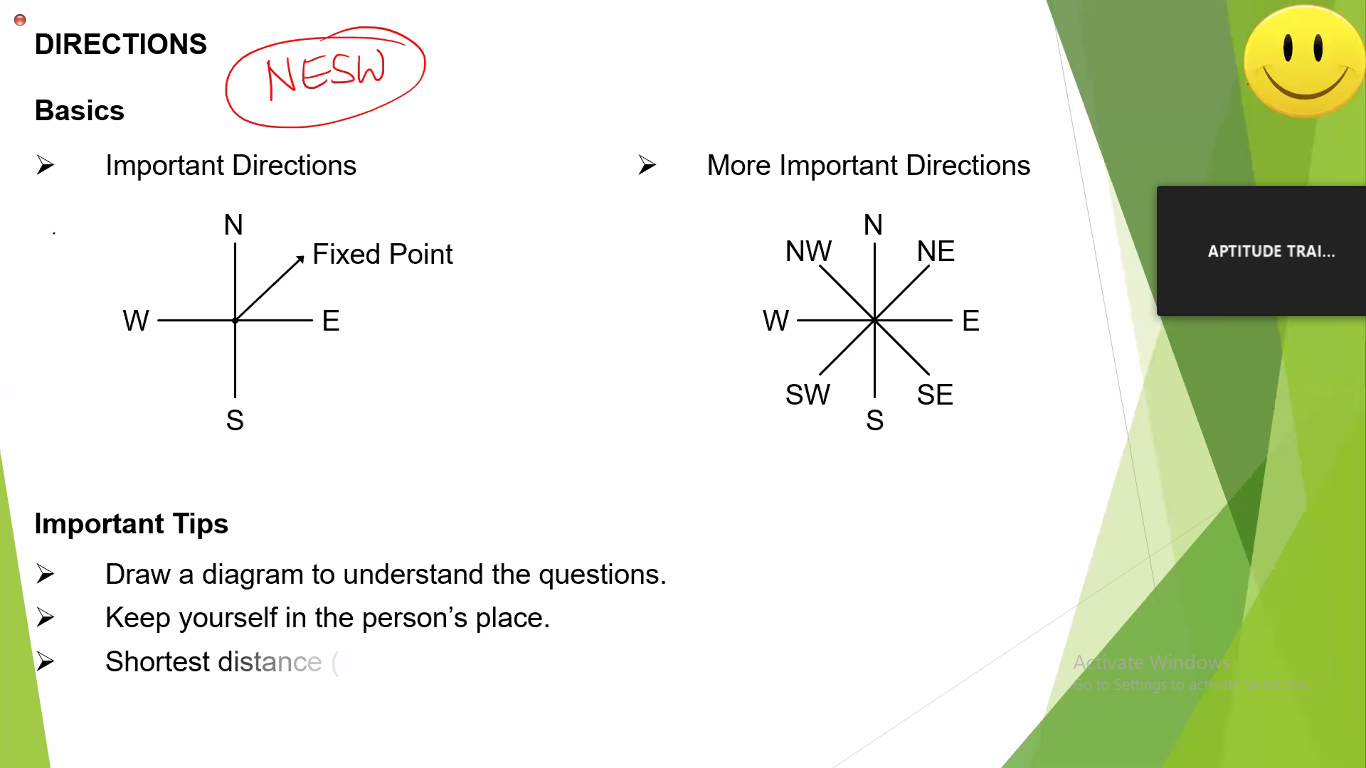 DIRECTIONS
NESW
Basics
Important Directions
More Important Directions
N
Fixed Point
W
E
S
N
NW
NE
W
E
SW
SE
S
APTITUDE TRAI...
Important Tips
Draw a diagram to understand the questions.
Keep yourself in the person’s place.
Shortest distance (
Activate Windows
Go to Settings to activate Windows.